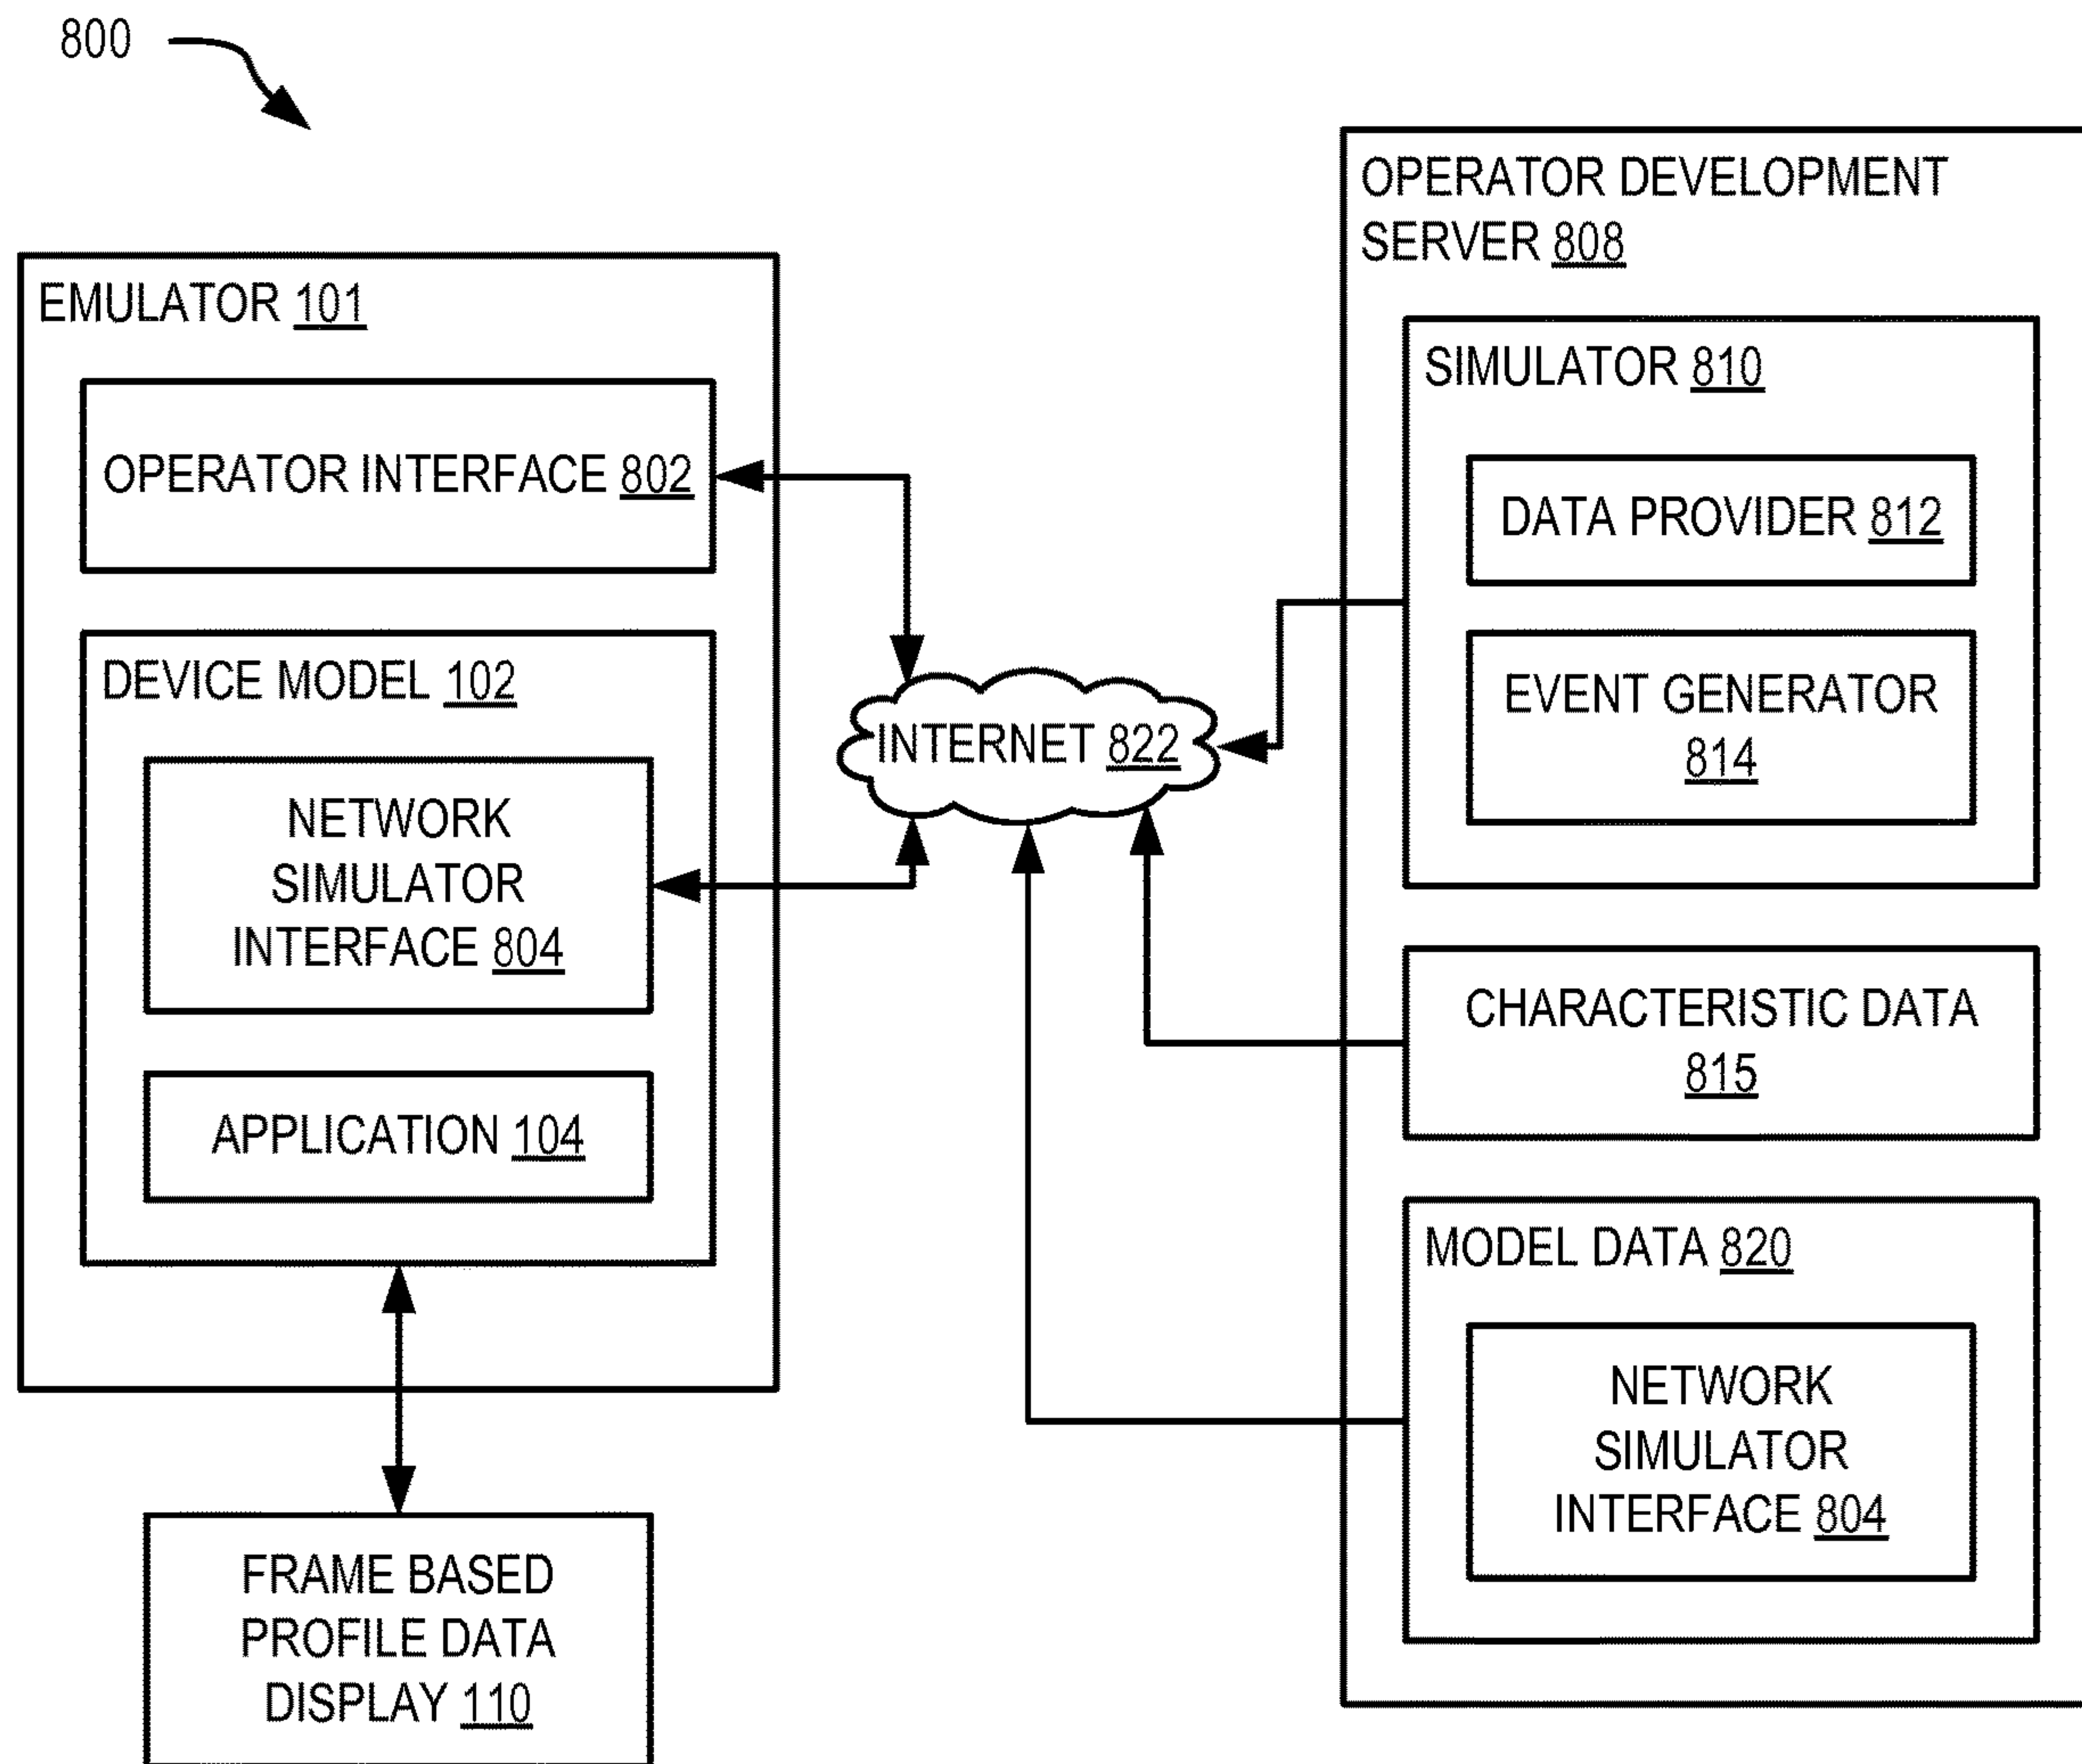 800
EMULATOR 101
OPERATOR INTERFACE 802
DEVICE MODEL 102
NETWORK
SIMULATOR
INTERFACE 804
APPLICATION 104
FRAME BASED
PROFILE DATA
DISPLAY 110
INTERNET 822
OPERATOR DEVELOPMENT
SERVER 808
SIMULATOR 810
DATA PROVIDER 812
EVENT GENERATOR
814
CHARACTERISTIC DATA
815
MODEL DATA 820
NETWORK
SIMULATOR
INTERFACE 804